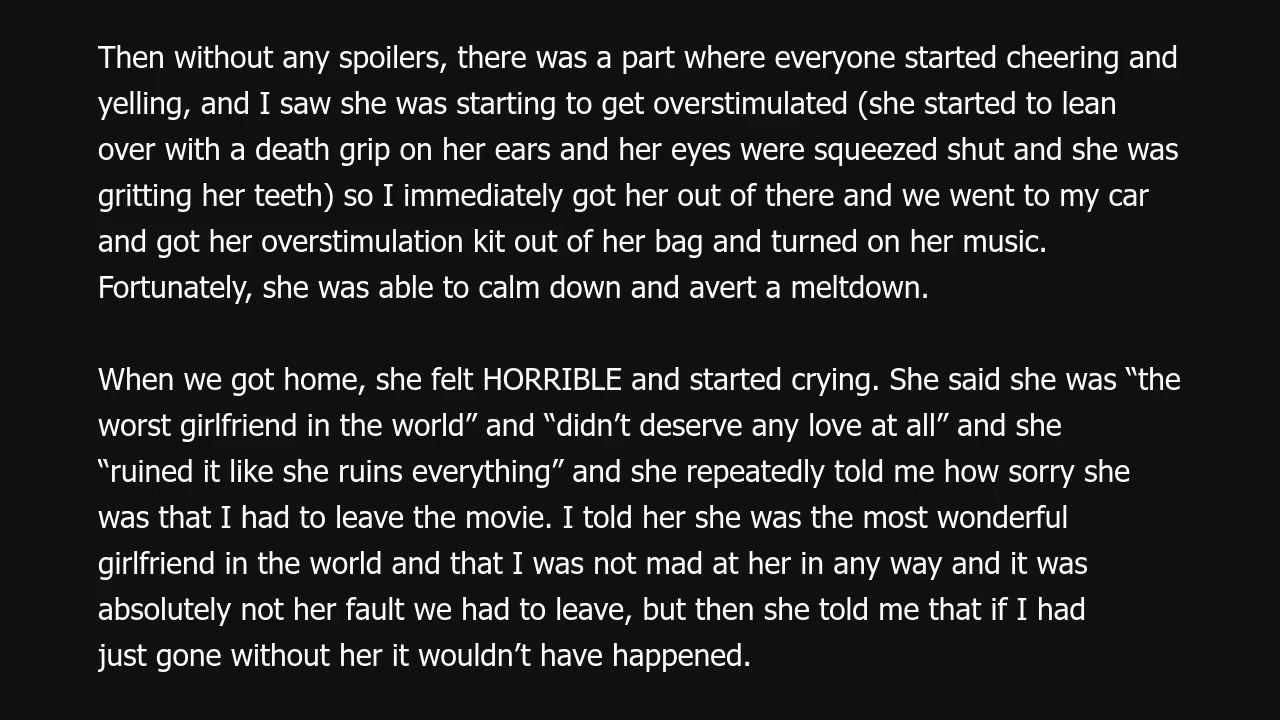 Then without any spoilers, there was a part where everyone started cheering and
yelling, and I saw she was starting to get overstimulated (she started to lean
over with a death grip on her ears and her eyes were squeezed shut and she was
gritting her teeth) so I immediately got her out of there and we went to my car
and got her overstimulation kit out of her bag and turned on her music.
Fortunately, she was able to calm down and avert a meltdown.
When we got home, she felt HORRIBLE and started crying. She said she was “the
worst girlfriend in the world” and “didn’t deserve any love at all” and she
“ruined it like she ruins everything” and she repeatedly told me how sorry she
was that I had to leave the movie. I told her she was the most wonderful
girlfriend in the world and that I was not mad at her in any way and it was
absolutely not her fault we had to leave, but then she told me that if I had
just gone without her it wouldn’t have happened.